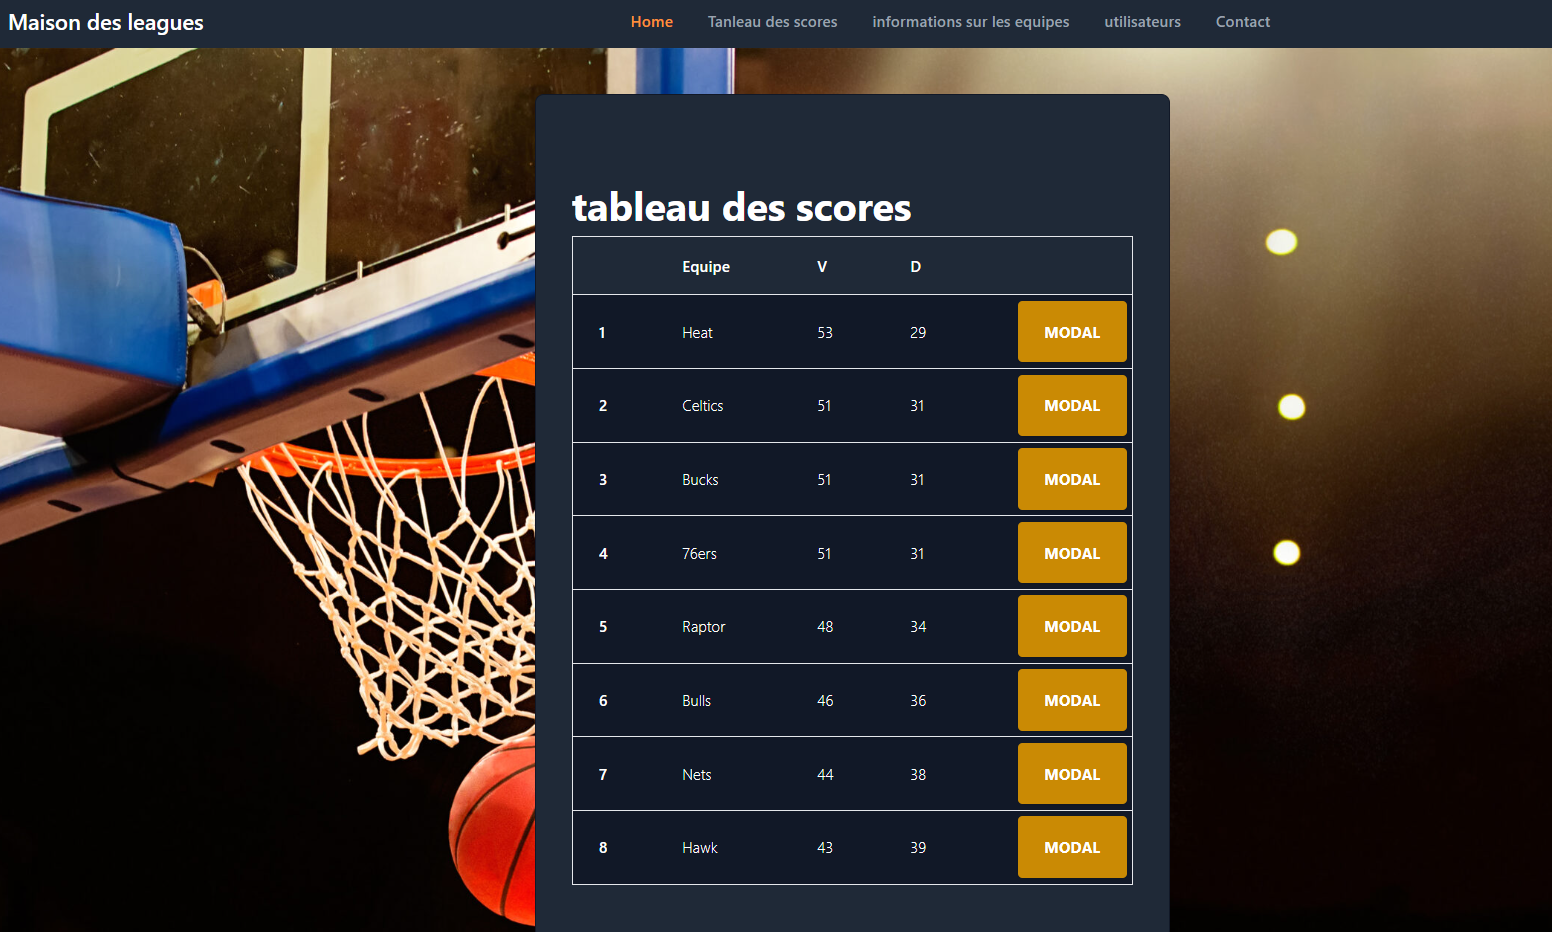 Maison des leagues Home Tanleau des scores informations sur les equipes utilisateurs Contact
tableau des scores
Equipe V D
1 Heat 53 29 MODAL
2 Celtics 51 31 MODAL
3 Bucks 51 31 MODAL
4 76ers 51 31 MODAL
5 Raptor 48 34 MODAL
6 Bulls 46 36 MODAL
7 Nets 44 38 MODAL
8 Hawk 43 39 MODAL